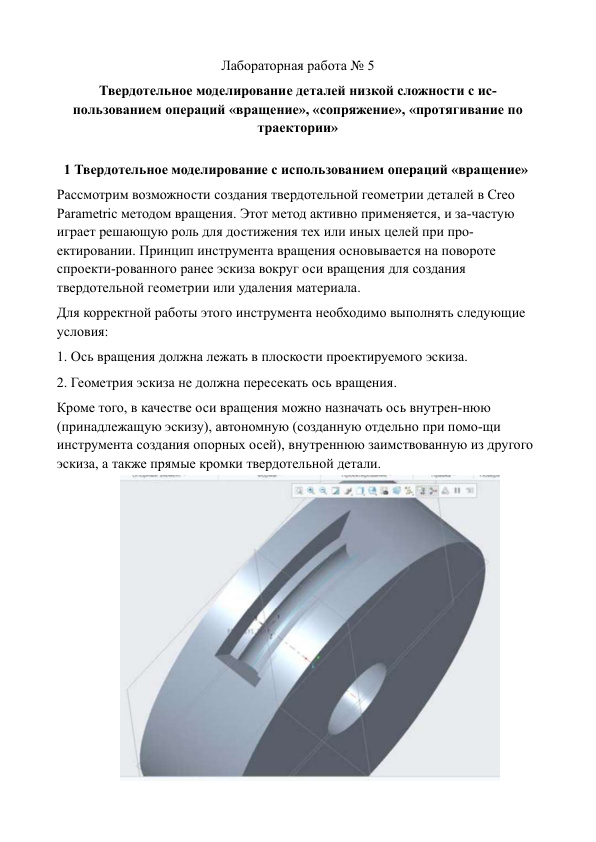 Лабораторная работа № 5
Твердотельное моделирование деталей низкой сложности с ис-
пользованием операций «вращение», «сопряжение», «протягивание по
траектории»
1 Твердотельное моделирование с использованием операций «вращение»
Рассмотрим возможности создания твердотельной геометрии деталей в Creo
Parametric методом вращения. Этот метод активно применяется, и за-частую
играет решающую роль для достижения тех или иных целей при про-
ектировании. Принцип инструмента вращения основывается на повороте
спроекти-рованного ранее эскиза вокруг оси вращения для создания
твердотельной геометрии или удаления материала.
Для корректной работы этого инструмента необходимо выполнять следующие
условия:
1. Ось вращения должна лежать в плоскости проектируемого эскиза.
2. Геометрия эскиза не должна пересекать ось вращения.
Кроме того, в качестве оси вращения можно назначать ось внутрен-нюю
(принадлежащую эскизу), автономную (созданную отдельно при помо-щи
инструмента создания опорных осей), внутреннюю заимствованную из другого
эскиза, а также прямые кромки твердотельной детали.